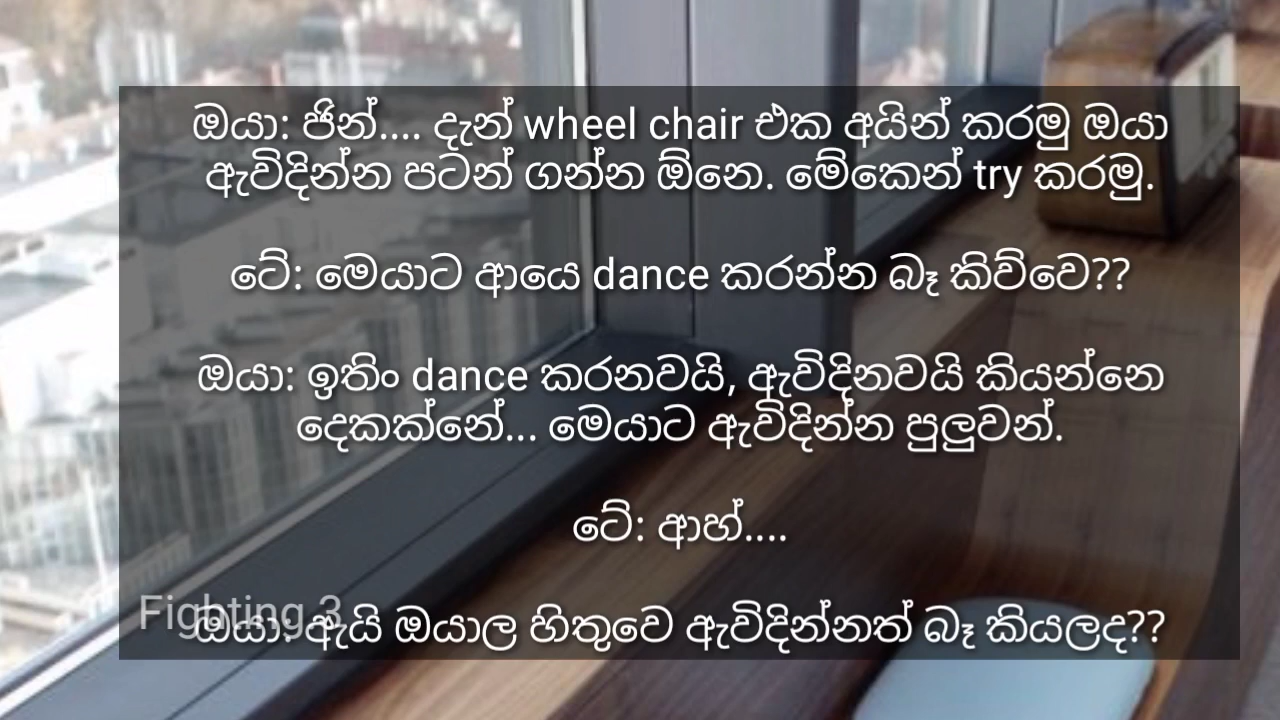 ඔයා: ජින්.... දැන් wheel chair එක අයින් කරමු ඔයා
ඇවිදින්න පටන් ගන්න ඕනෙ. මේකෙන් try කරමු.
ටේ: මෙයාට ආයෙ dance කරන්න බෑ කිව්වෙ??
ඔයා: ඉතිං dance කරනවයි, ඇවිදිනවයි කියන්නෙ
දෙකක්නේ... මෙයාට ඇවිදින්න පුලුවන්.
ටේ: ආහ්....
Fighting 3
ඔයා: ඇයි ඔයාල හිතුවෙ ඇවිදින්නත් බෑ කියලද??